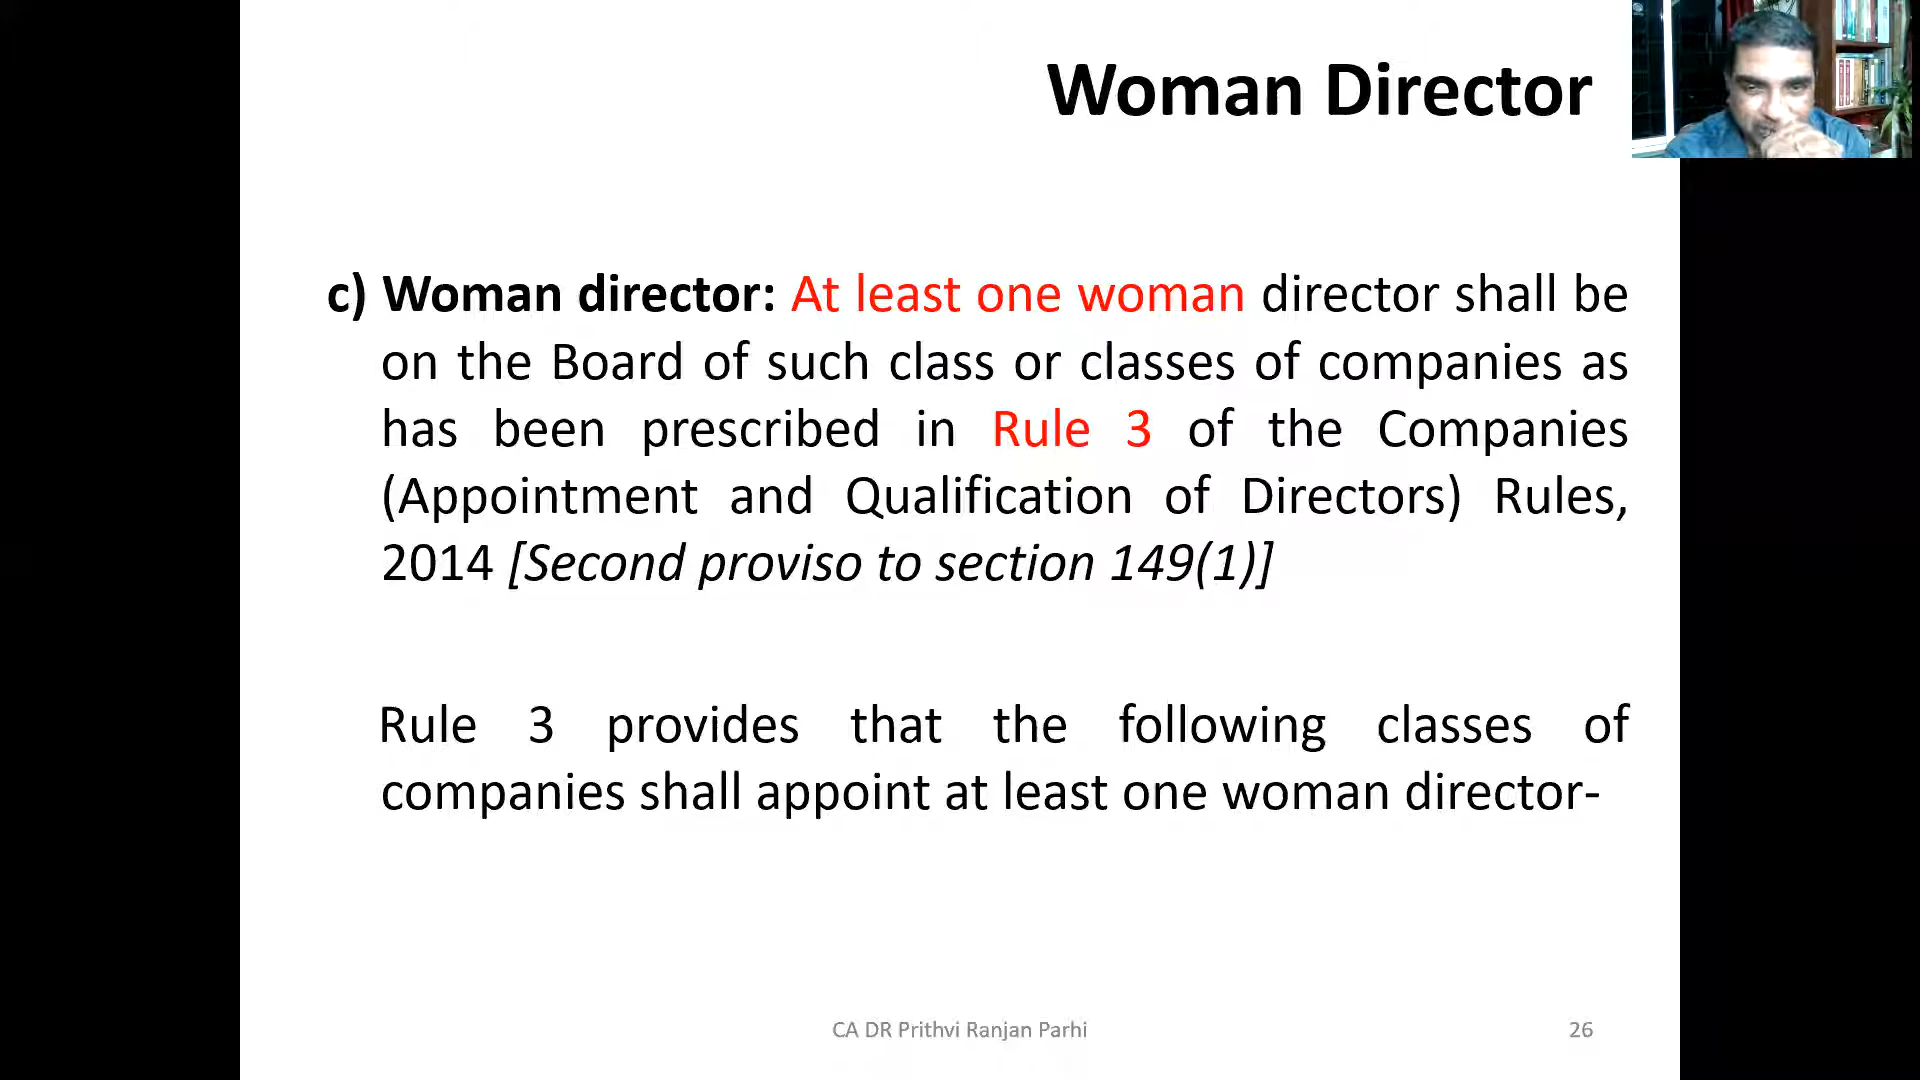 Woman Director
c) Woman director: At least one woman director shall be
on the Board of such class or classes of companies as
has been prescribed in Rule 3 of the Companies
(Appointment and Qualification of Directors) Rules,
2014 [Second proviso to section 149(1)]
Rule 3 provides that the following classes of
companies shall appoint at least one woman director-
CA DR Prithvi Ranjan Parhi
26